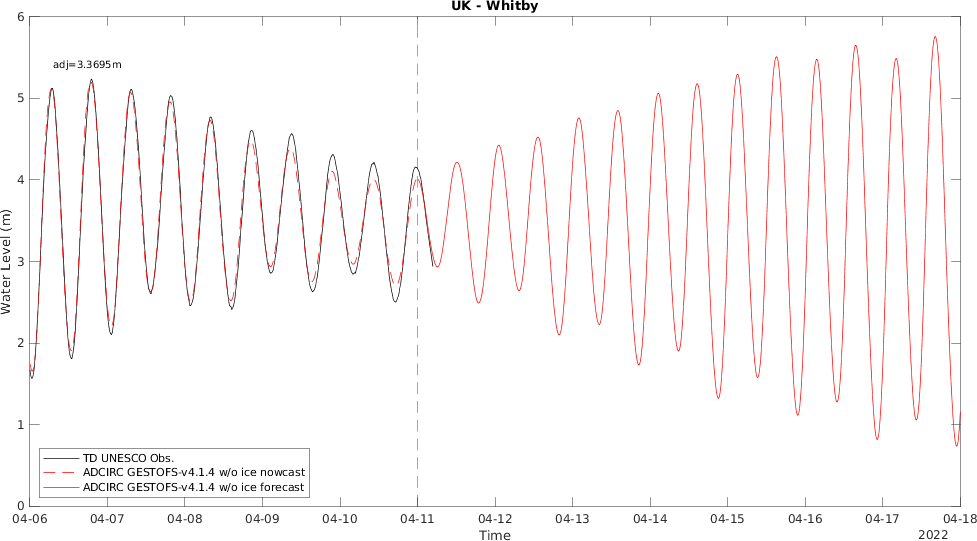 UK - Whitby
6
adj=3.3695m
5
4
3
2
1
0
Water Level (m)
TD UNESCO Obs.
ADCIRC GESTOFS-v4.1.4 w/o ice nowcast
ADCIRC GESTOFS-v4.1.4 w/o ice forecast
04-06 04-07 04-08 04-09 04-10 04-11 04-12 04-13 04-14 04-15 04-16 04-17 04-18
Time
2022